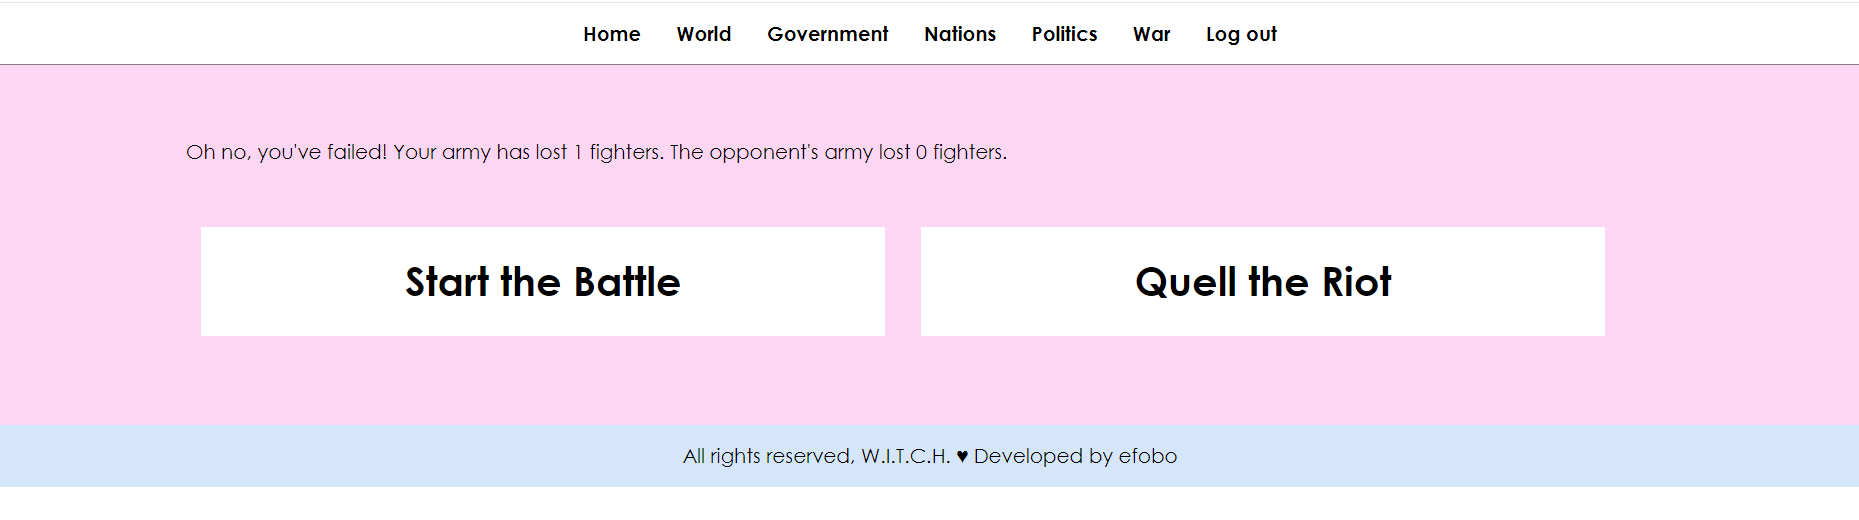 Home World Government Nations Politics War Log out
Oh no, you've failed! Your army has lost 1 fighters. The opponent's army lost 0 fighters.
Start the Battle
Quell the Riot
All rights reserved, W.I.T.C.H. ♥ Developed by efobo